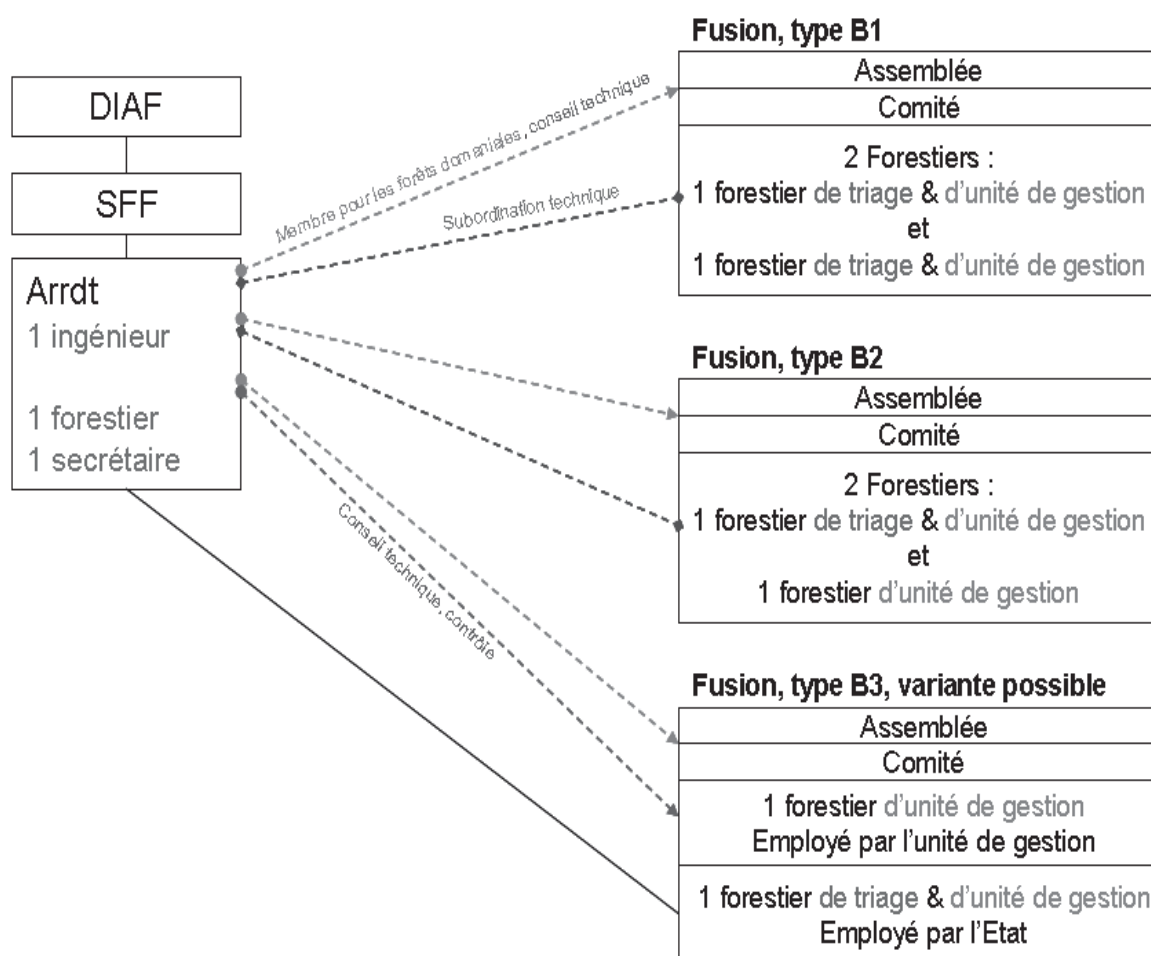 DIAF
SFF
Arrdt
1 ingénieur
1 forestier
1 secrétaire
Membre pour les forêts domaniales, conseil technique
Subordination technique
Conseil technique, contrôle
Fusion, type B1
Assemblée
Comité
2 Forestiers :
1 forestier de triage & d'unité de gestion
et
1 forestier de triage & d'unité de gestion
Fusion, type B2
Assemblée
Comité
2 Forestiers :
1 forestier de triage & d'unité de gestion
et
1 forestier d'unité de gestion
Fusion, type B3, variante possible
Assemblée
Comité
1 forestier d'unité de gestion
Employé par l'unité de gestion
1 forestier de triage & d'unité de gestion
Employé par l'Etat